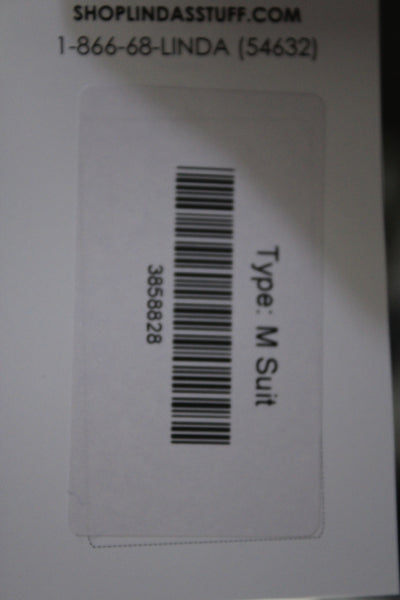 SHOPLINDASSTUFF.COM
1-866-68-LINDA (54632)
Type: M Suit
3858828